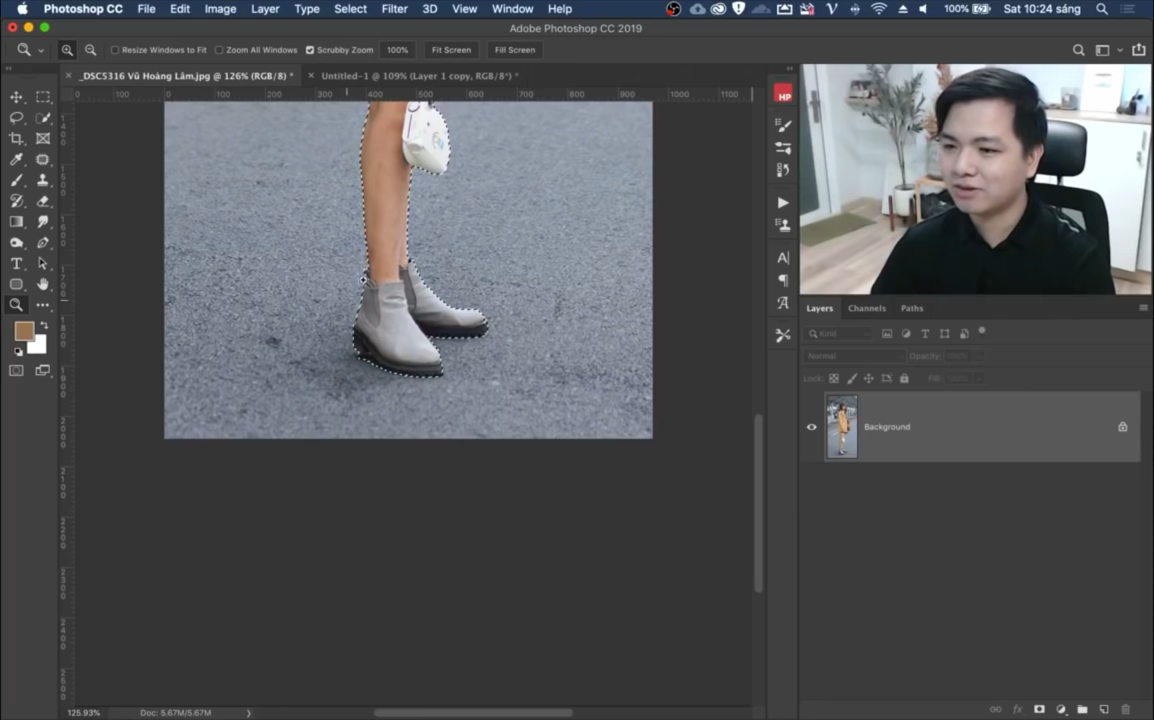 Photoshop CC File Edit Image Layer Type Select Filter 3D View Window Help 100% Sat 10:24 sáng
Adobe Photoshop CC 2019
Resize Windows to Fit Zoom All Windows Scrubby Zoom 100% Fit Screen Fill Screen
_DSC5316 Vũ Hoàng Lâm.jpg @ 126% (RGB/8) * Untitled-1 @ 109% (Layer 1 copy, RGB/8*) *
0 100 0 100 200 300 400 500 600 700 800 900 1000 1100
HP
Layers Channels Paths
Kind
Normal Opacity: 100%
Lock: Fill: 100%
Background
125.93% Doc: 5.67M/5.67M